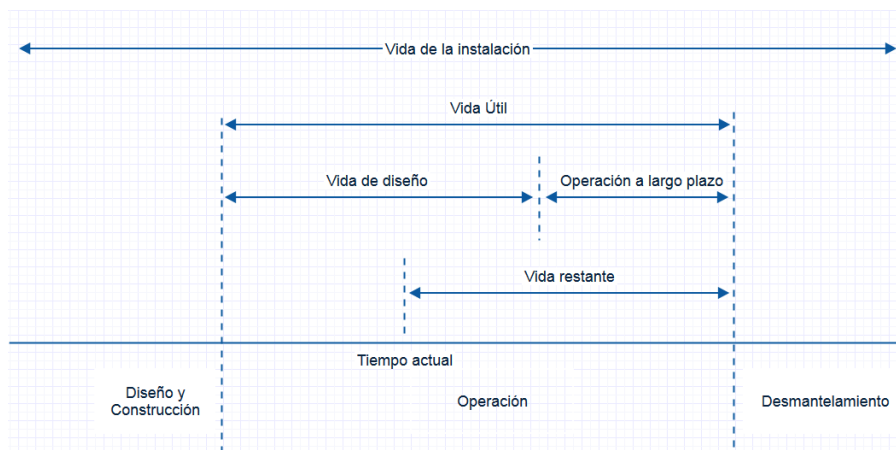 Vida de la instalación
Vida Útil
Vida de diseño
Operación a largo plazo
Vida restante
Tiempo actual
Diseño y
Construcción
Operación
Desmantelamiento